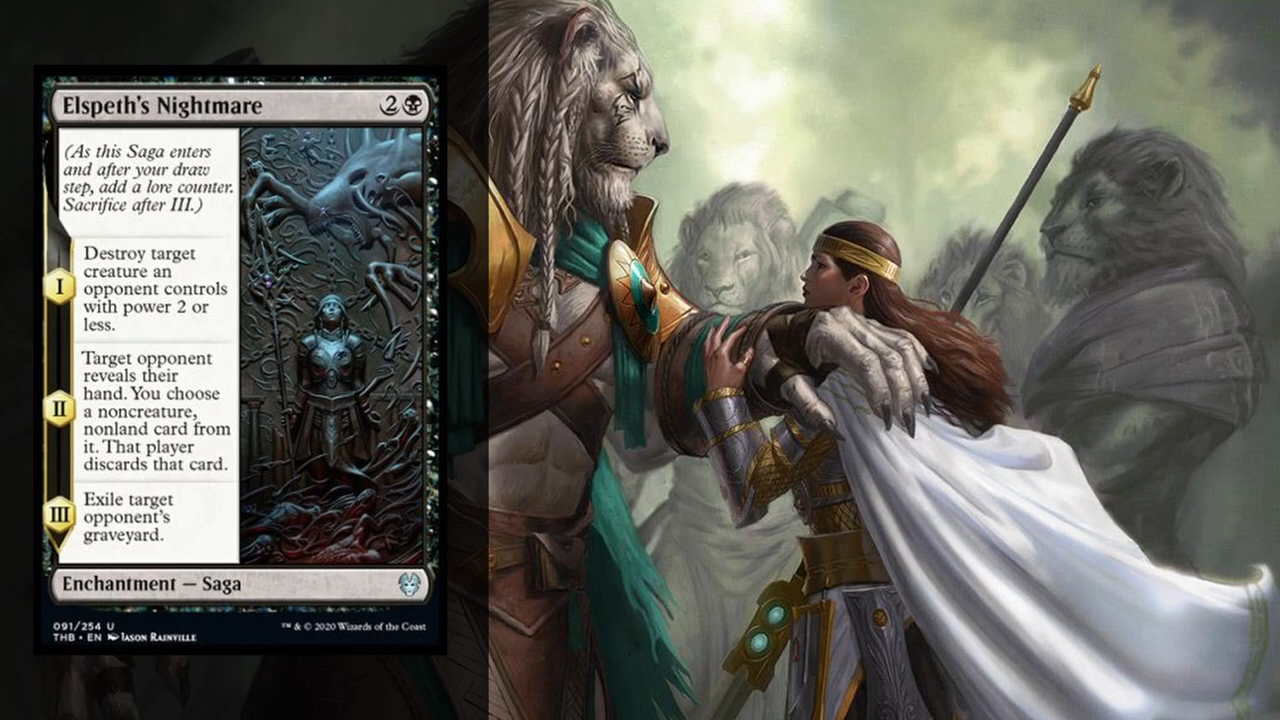 Elspeth's Nightmare 2
(As this Saga enters
and after your draw
step, add a lore counter.
Sacrifice after III.)
I
Destroy target
creature an
opponent controls
with power 2 or
less.
II
Target opponent
reveals their
hand. You choose
a noncreature,
nonland card from
it. That player
discards that card.
III
Exile target
opponent's
graveyard.
Enchantment — Saga
091/254 U
THB • EN Jason Rainville
™ & © 2020 Wizards of the Coast